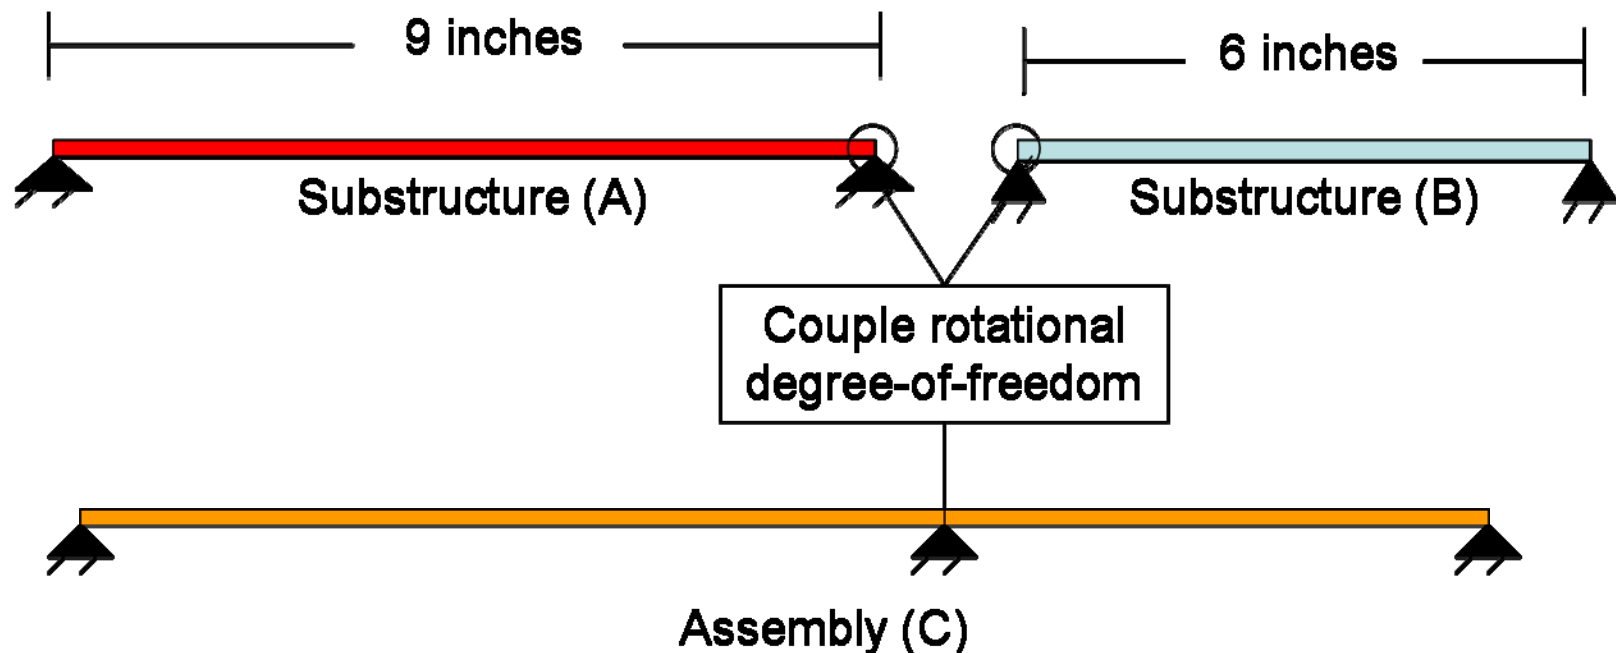 9 inches
6 inches
Substructure (A)
Substructure (B)
Couple rotational
degree-of-freedom
Assembly (C)